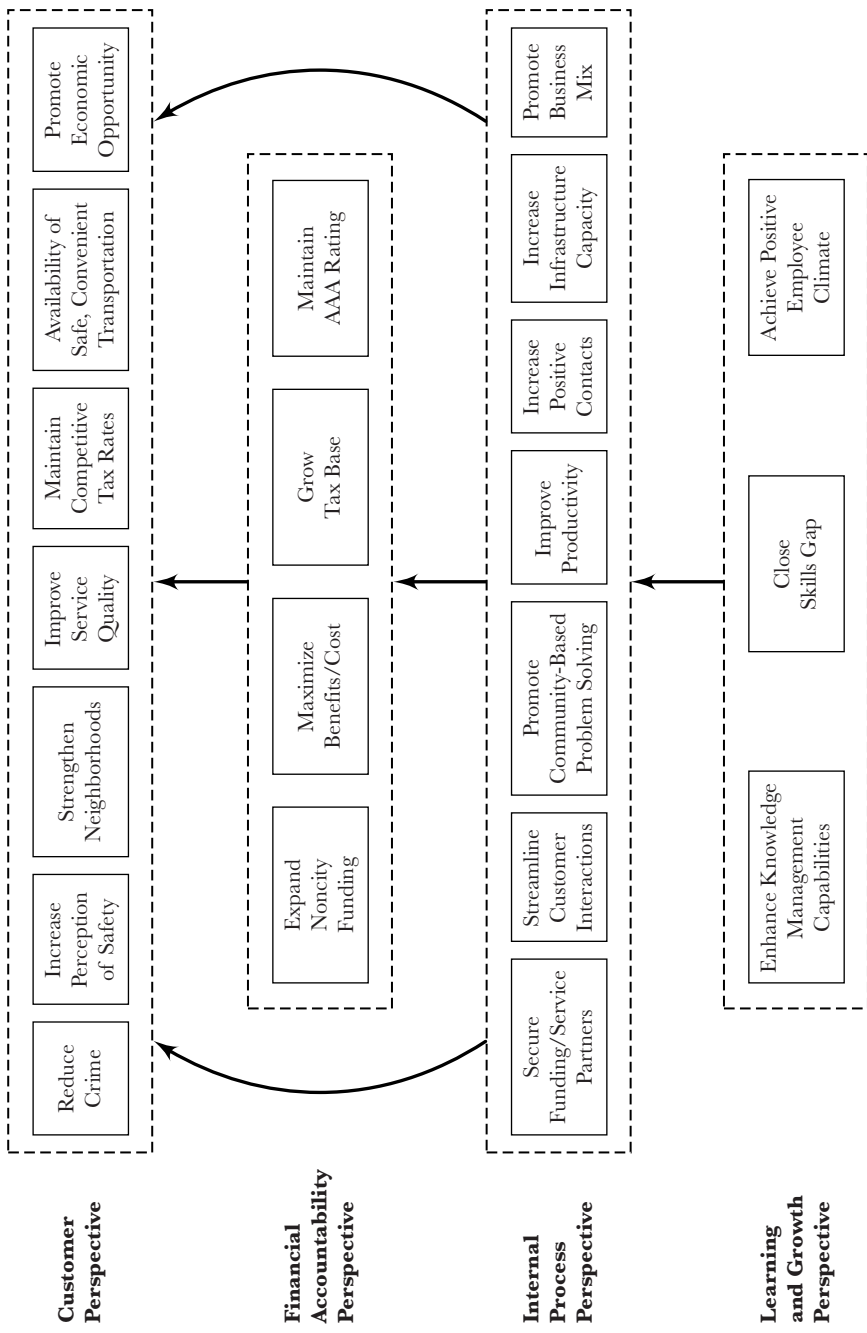 Customer
Perspective
Reduce
Crime
Increase
Perception
of Safety
Strengthen
Neighborhoods
Improve
Service
Quality
Maintain
Competitive
Tax Rates
Availability of
Safe, Convenient
Transportation
Promote
Economic
Opportunity
Financial
Accountability
Perspective
Expand
Noncity
Funding
Maximize
Benefits/Cost
Grow
Tax Base
Maintain
AAA Rating
Internal
Process
Perspective
Secure
Funding/Service
Partners
Streamline
Customer
Interactions
Promote
Community-Based
Problem Solving
Improve
Productivity
Increase
Positive
Contacts
Increase
Infrastructure
Capacity
Promote
Business
Mix
Learning
and Growth
Perspective
Enhance Knowledge
Management
Capabilities
Close
Skills Gap
Achieve Positive
Employee
Climate